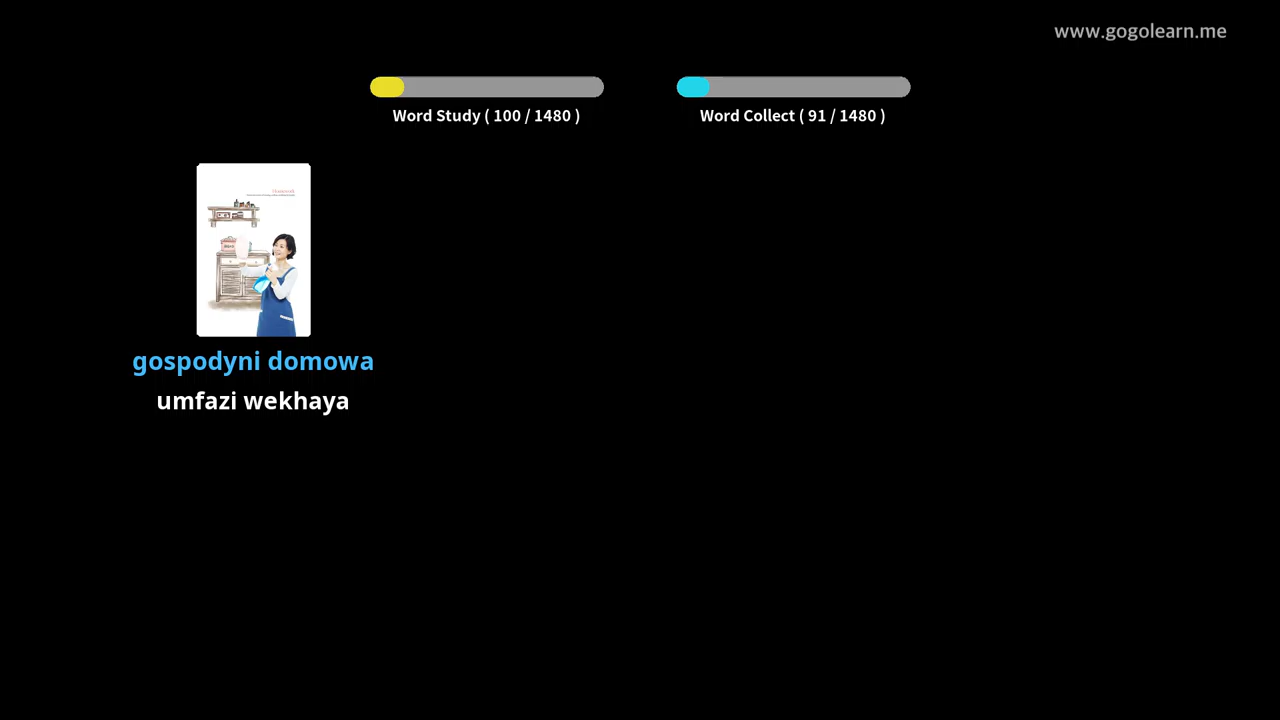 www.gogolearn.me
Word Study ( 100 / 1480 )
Word Collect ( 91 / 1480 )
gospodyni domowa
umfazi wekhaya